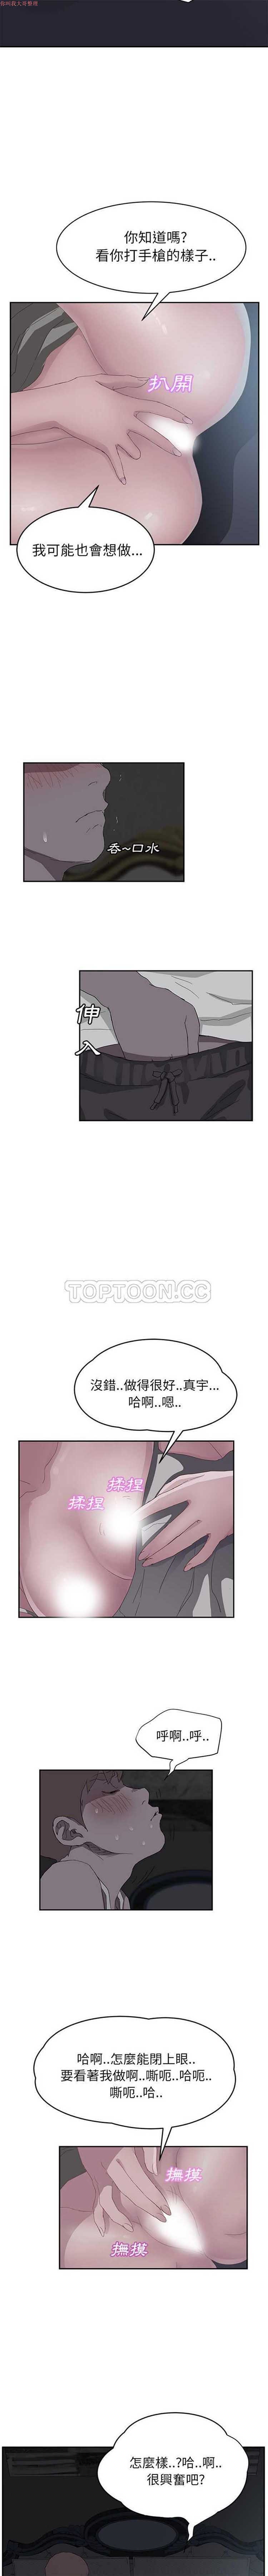 你知道嗎?
看你打手槍的樣子..
扒開
我可能也會想做...
吞~口水
伸
入
TOPTOON.CC
沒錯..做得很好..真宇...
哈啊..嗯..
揉捏
揉捏
呼啊..呼..
哈啊..怎麼能閉上眼..
要看著我做啊..嘶呃..哈呃..
嘶呃..哈..
撫摸
撫摸
怎麼樣..?哈..啊..
很興奮吧?